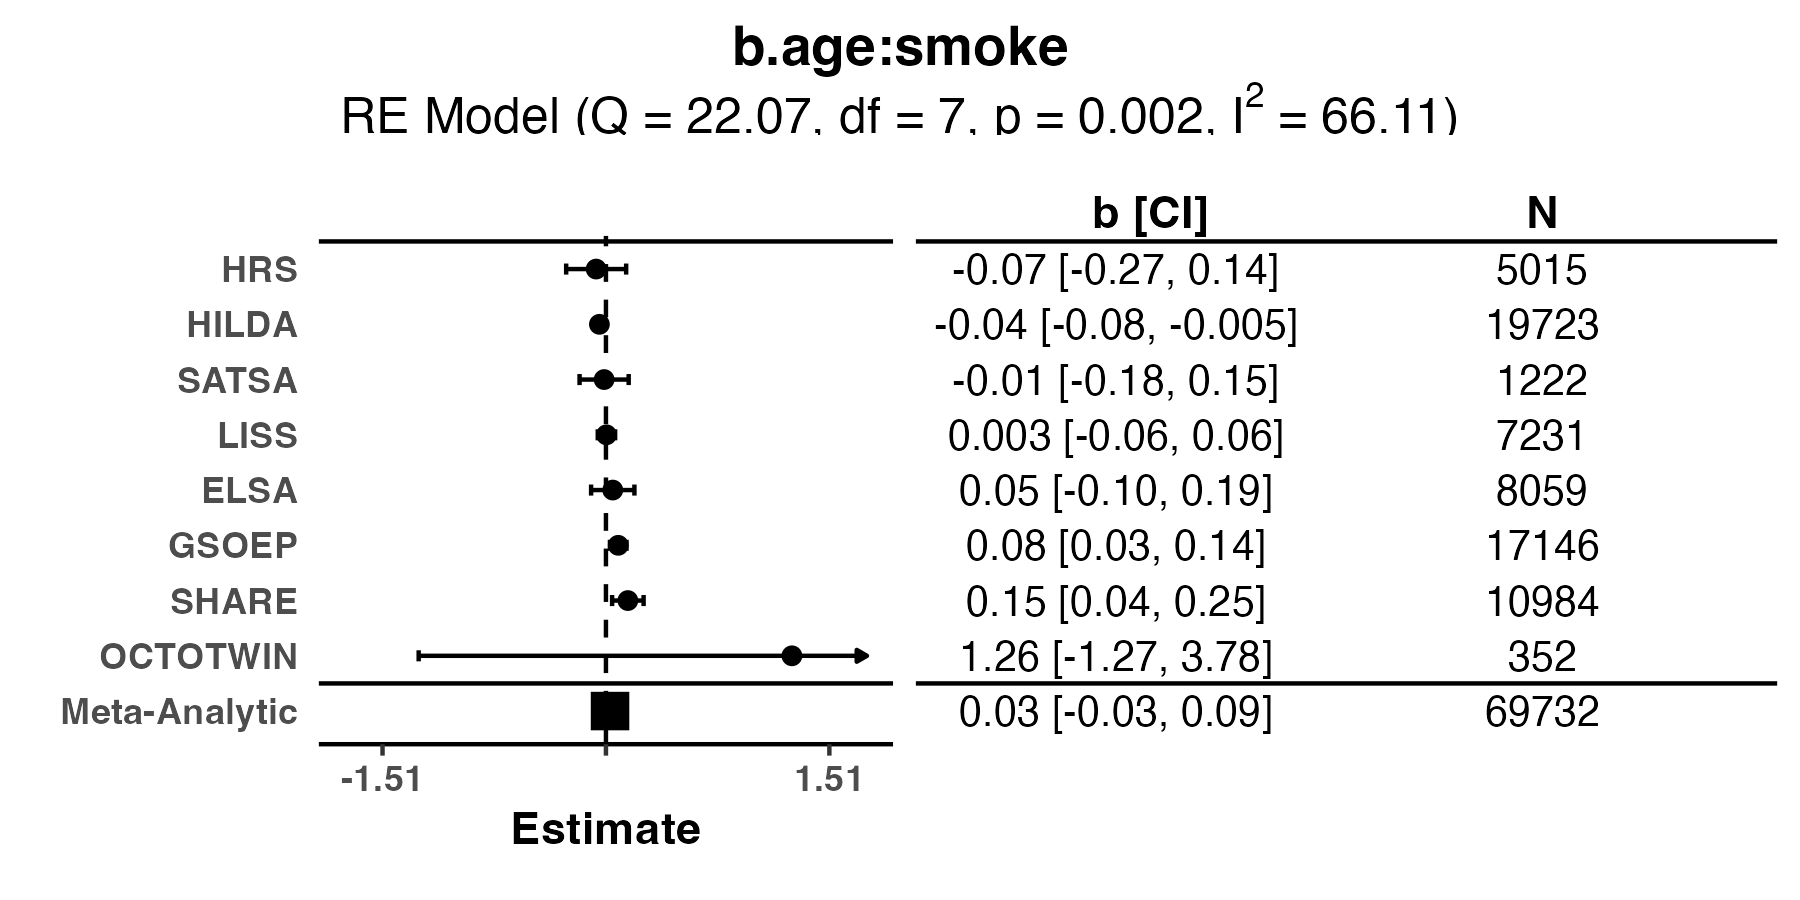 b.age:smoke
RE Model (Q = 22.07, df = 7, p = 0.002, I² = 66.11)
b [CI] N
HRS -0.07 [-0.27, 0.14] 5015
HILDA -0.04 [-0.08, -0.005] 19723
SATSA -0.01 [-0.18, 0.15] 1222
LISS 0.003 [-0.06, 0.06] 7231
ELSA 0.05 [-0.10, 0.19] 8059
GSOEP 0.08 [0.03, 0.14] 17146
SHARE 0.15 [0.04, 0.25] 10984
OCTOTWIN 1.26 [-1.27, 3.78] 352
Meta-Analytic 0.03 [-0.03, 0.09] 69732
-1.51 1.51
Estimate